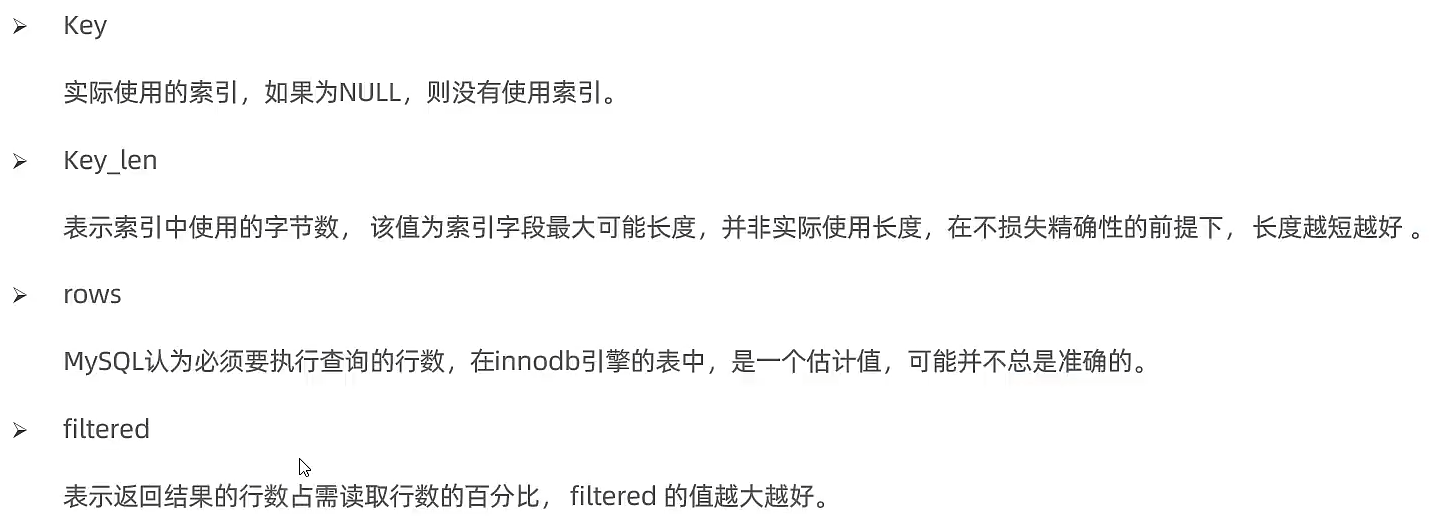 ➢ Key
实际使用的索引，如果为NULL，则没有使用索引。
➢ Key_len
表示索引中使用的字节数， 该值为索引字段最大可能长度，并非实际使用长度，在不损失精确性的前提下， 长度越短越好 。
➢ rows
MySQL认为必须要执行查询的行数，在innodb引擎的表中，是一个估计值，可能并不总是准确的。
➢ filtered
表示返回结果的行数占需读取行数的百分比， filtered 的值越大越好。